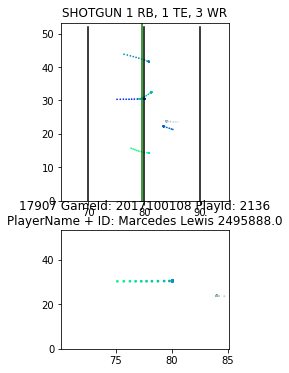 SHOTGUN 1 RB, 1 TE, 3 WR
50
40
30
20
10
0
70 80 90
17907 GameId: 2017100108 PlayId: 2136
PlayerName + ID: Marcedes Lewis 2495888.0
40
20
0
75 80 85